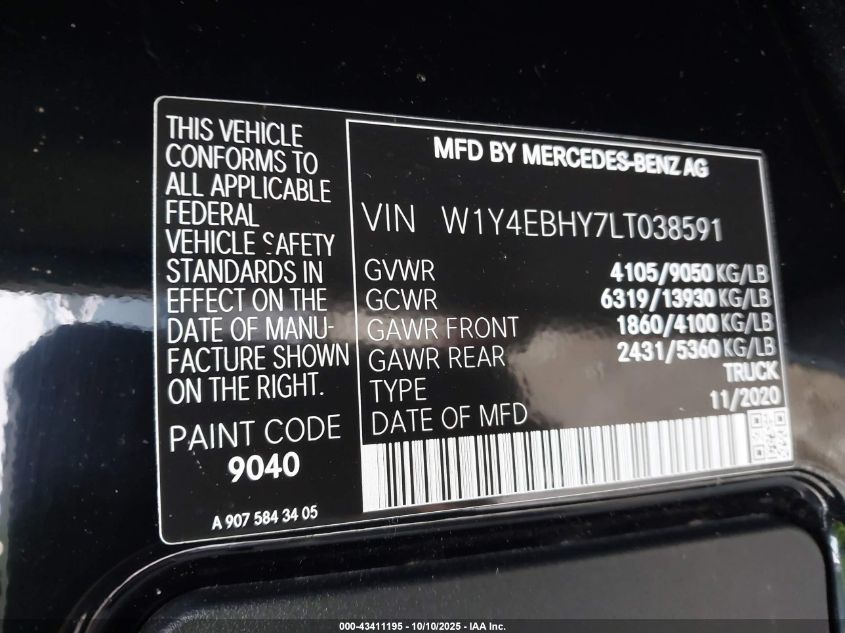 THIS VEHICLE
CONFORMS TO
ALL APPLICABLE
FEDERAL
VEHICLE SAFETY
STANDARDS IN
EFFECT ON THE
DATE OF MANU-
FACTURE SHOWN
ON THE RIGHT.
PAINT CODE
9040
A 907 584 34 05
MFD BY MERCEDES-BENZ AG
VIN W1Y4EBHY7LT038591
GVWR 4105/9050 KG/LB
GCWR 6319/13930 KG/LB
GAWR FRONT 1860/4100 KG/LB
GAWR REAR 2431/5360 KG/LB
TYPE TRUCK
DATE OF MFD 11/2020
000-43411195 - 10/10/2025 - IAA Inc.